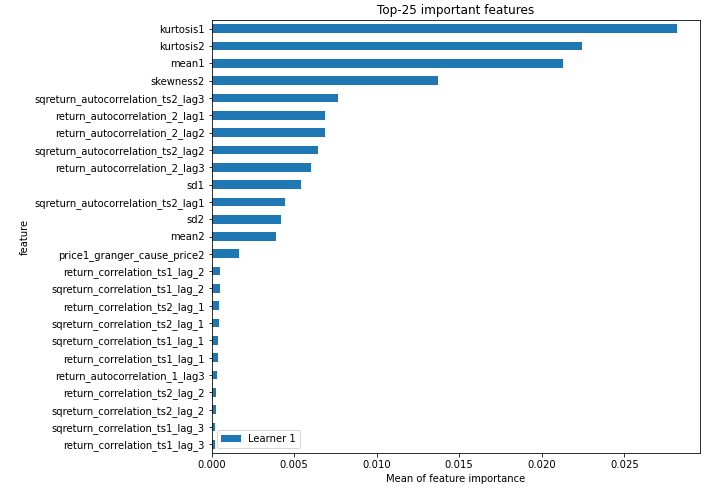 Top-25 important features
kurtosis1
kurtosis2
mean1
skewness2
sqreturn_autocorrelation_ts2_lag3
return_autocorrelation_2_lag1
return_autocorrelation_2_lag2
sqreturn_autocorrelation_ts2_lag2
return_autocorrelation_2_lag3
sd1
sqreturn_autocorrelation_ts2_lag1
sd2
mean2
price1_granger_cause_price2
return_correlation_ts1_lag_2
sqreturn_correlation_ts1_lag_2
return_correlation_ts2_lag_1
sqreturn_correlation_ts2_lag_1
sqreturn_correlation_ts1_lag_1
return_correlation_ts1_lag_1
return_autocorrelation_1_lag3
return_correlation_ts2_lag_2
sqreturn_correlation_ts2_lag_2
sqreturn_correlation_ts1_lag_3
return_correlation_ts1_lag_3
feature
Learner 1
0.000 0.005 0.010 0.015 0.020 0.025
Mean of feature importance